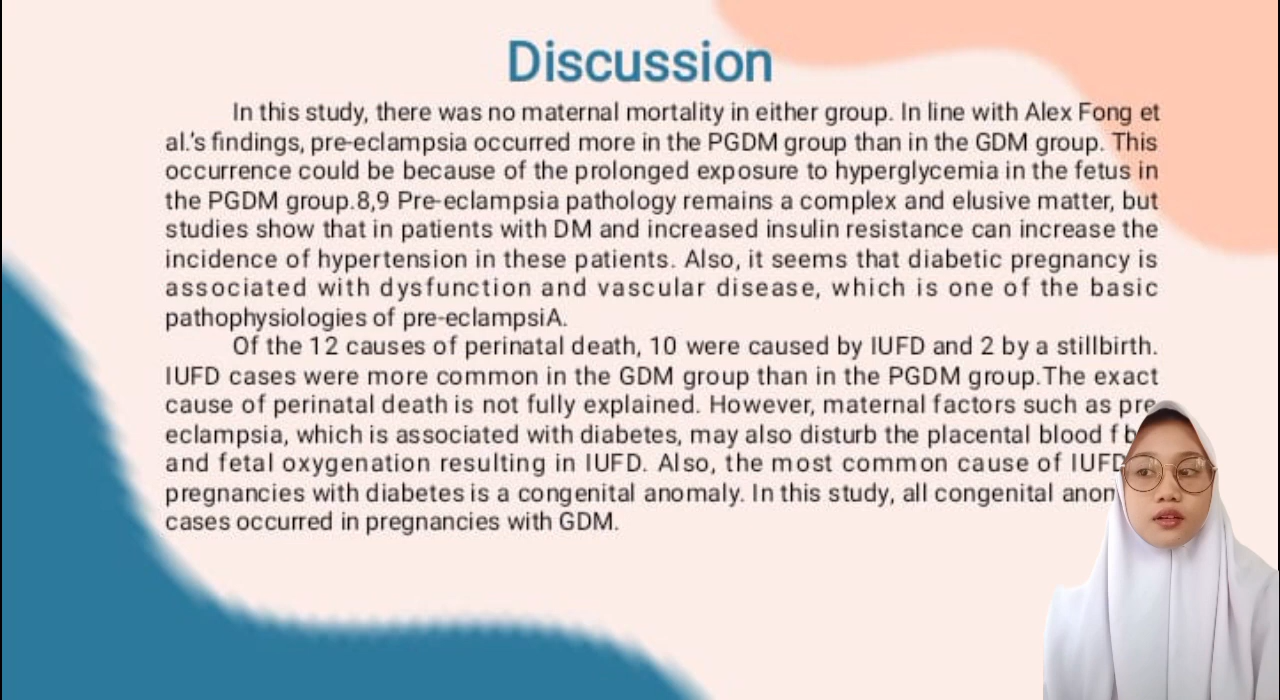 Discussion
In this study, there was no maternal mortality in either group. In line with Alex Fong et
al.'s findings, pre-eclampsia occurred more in the PGDM group than in the GDM group. This
occurrence could be because of the prolonged exposure to hyperglycemia in the fetus in
the PGDM group.8,9 Pre-eclampsia pathology remains a complex and elusive matter, but
studies show that in patients with DM and increased insulin resistance can increase the
incidence of hypertension in these patients. Also, it seems that diabetic pregnancy is
associated with dysfunction and vascular disease, which is one of the basic
pathophysiologies of pre-eclampsiA.
Of the 12 causes of perinatal death, 10 were caused by IUFD and 2 by a stillbirth.
IUFD cases were more common in the GDM group than in the PGDM group.The exact
cause of perinatal death is not fully explained. However, maternal factors such as pre
eclampsia, which is associated with diabetes, may also disturb the placental blood
and fetal oxygenation resulting in IUFD. Also, the most common cause of IUFD
pregnancies with diabetes is a congenital anomaly. In this study, all congenital
cases occurred in pregnancies with GDM.